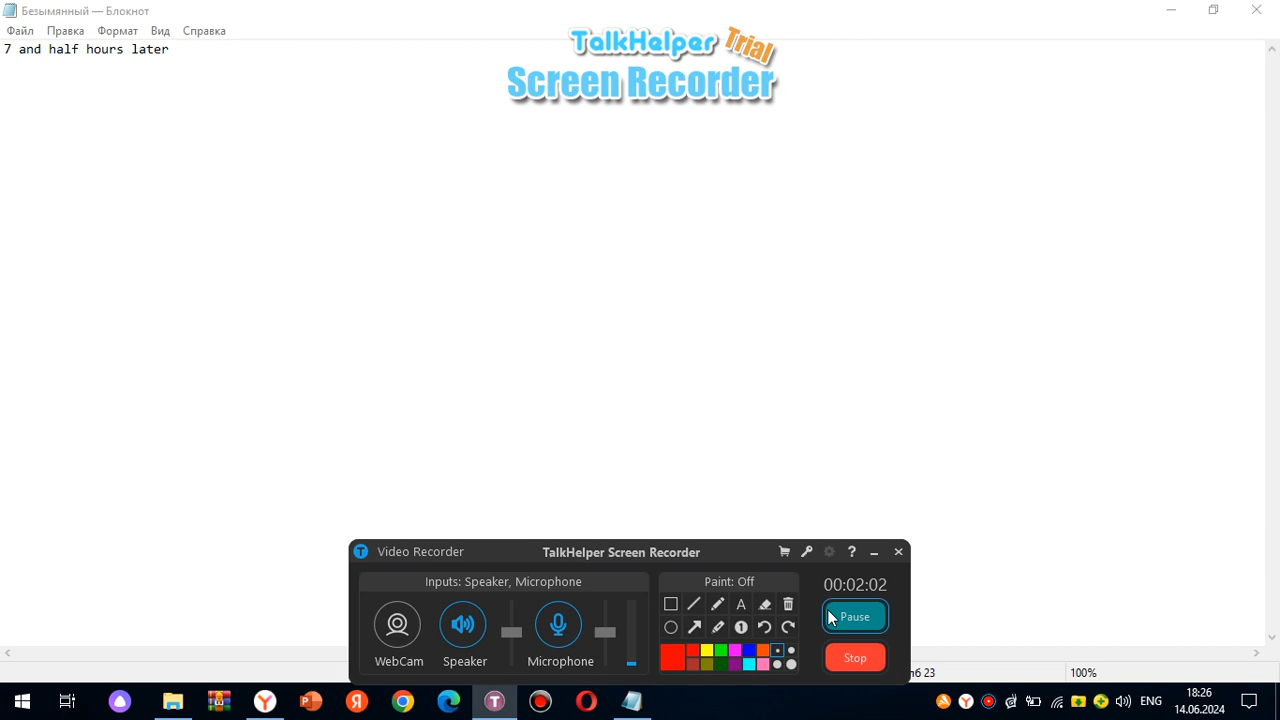 Безымянный — Блокнот
Файл Правка Формат Вид Справка
7 and half hours later
TalkHelper Trial
Screen Recorder
T Video Recorder TalkHelper Screen Recorder ?
Inputs: Speaker, Microphone
Paint: Off
00:02:02
A
1
Pause
WebCam Speaker Microphone
Stop
100%
ENG
18:26
14.06.2024